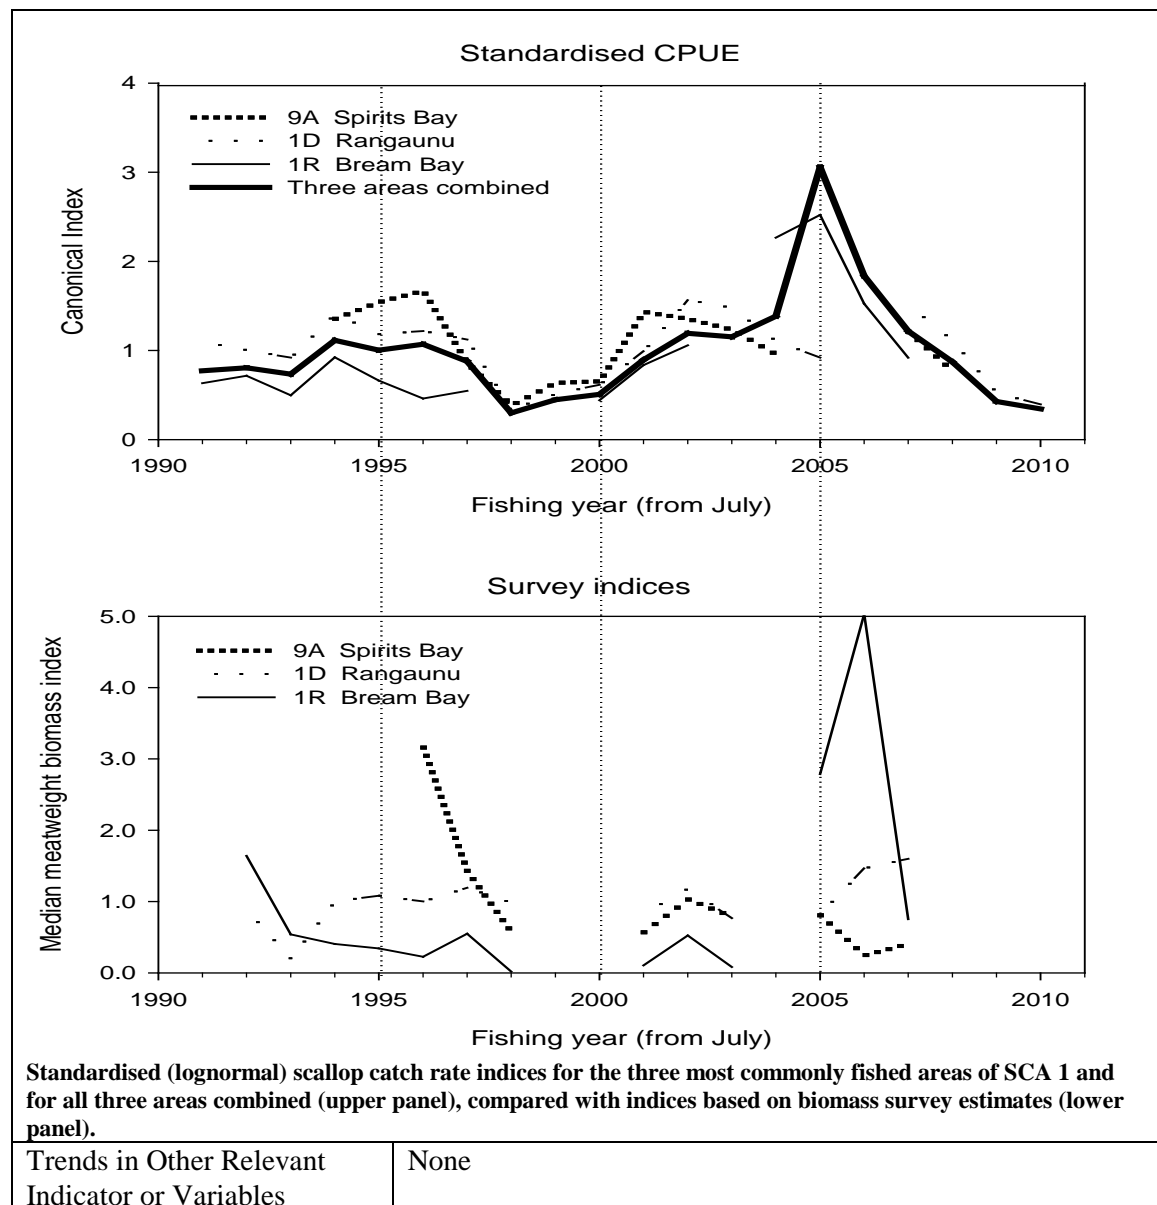 Standardised CPUE
4
3
2
1
0
Canonical Index
9A Spirits Bay
1D Rangaunu
1R Bream Bay
Three areas combined
1990 1995 2000 2005 2010
Fishing year (from July)
Survey indices
5.0
4.0
3.0
2.0
1.0
0.0
Median meatweight biomass index
9A Spirits Bay
1D Rangaunu
1R Bream Bay
1990 1995 2000 2005 2010
Fishing year (from July)
Standardised (lognormal) scallop catch rate indices for the three most commonly fished areas of SCA 1 and
for all three areas combined (upper panel), compared with indices based on biomass survey estimates (lower
panel).
Trends in Other Relevant
Indicator or Variables
None